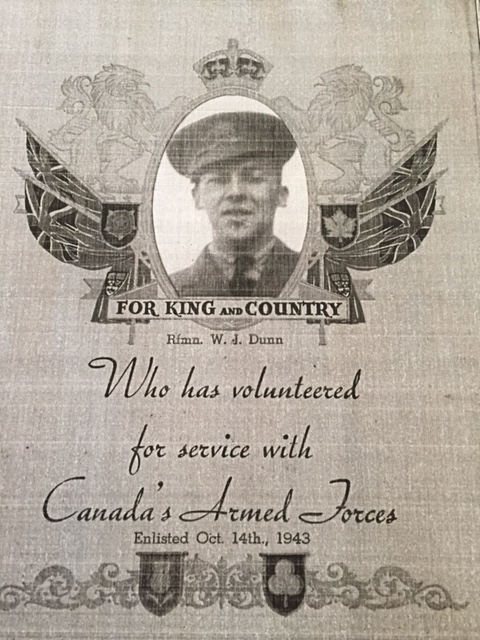 FOR KING AND COUNTRY
Rfmn. W. J. Dunn
Who has volunteered
for service with
Canada's Armed Forces
Enlisted Oct. 14th., 1943